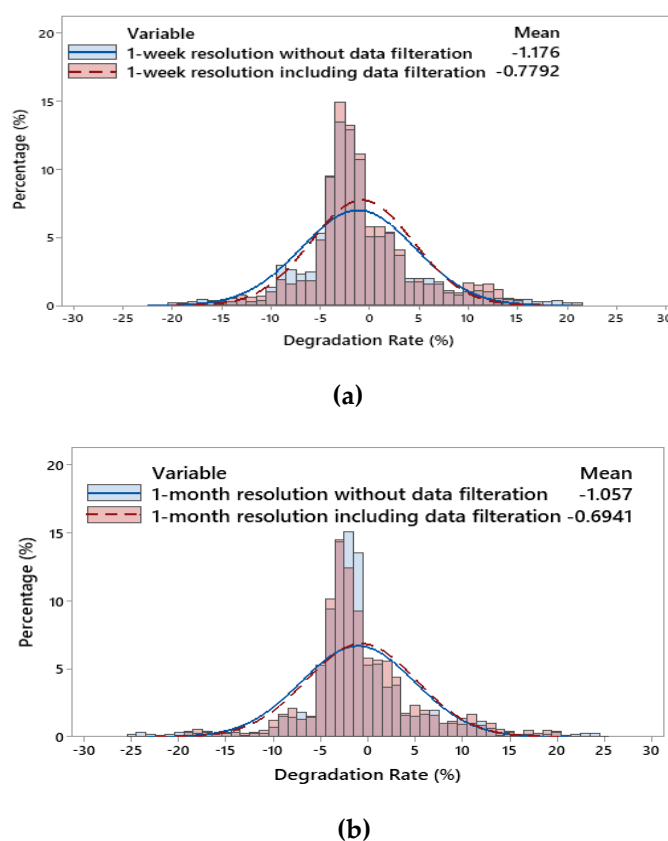 Variable Mean
1-week resolution without data filteration -1.176
1-week resolution including data filteration -0.7792
Percentage (%)
20
15
10
5
0
-30 -25 -20 -15 -10 -5 0 5 10 15 20 25 30
Degradation Rate (%)
(a)
Variable Mean
1-month resolution without data filteration -1.057
1-month resolution including data filteration -0.6941
Percentage (%)
20
15
10
5
0
-30 -25 -20 -15 -10 -5 0 5 10 15 20 25 30
Degradation Rate (%)
(b)